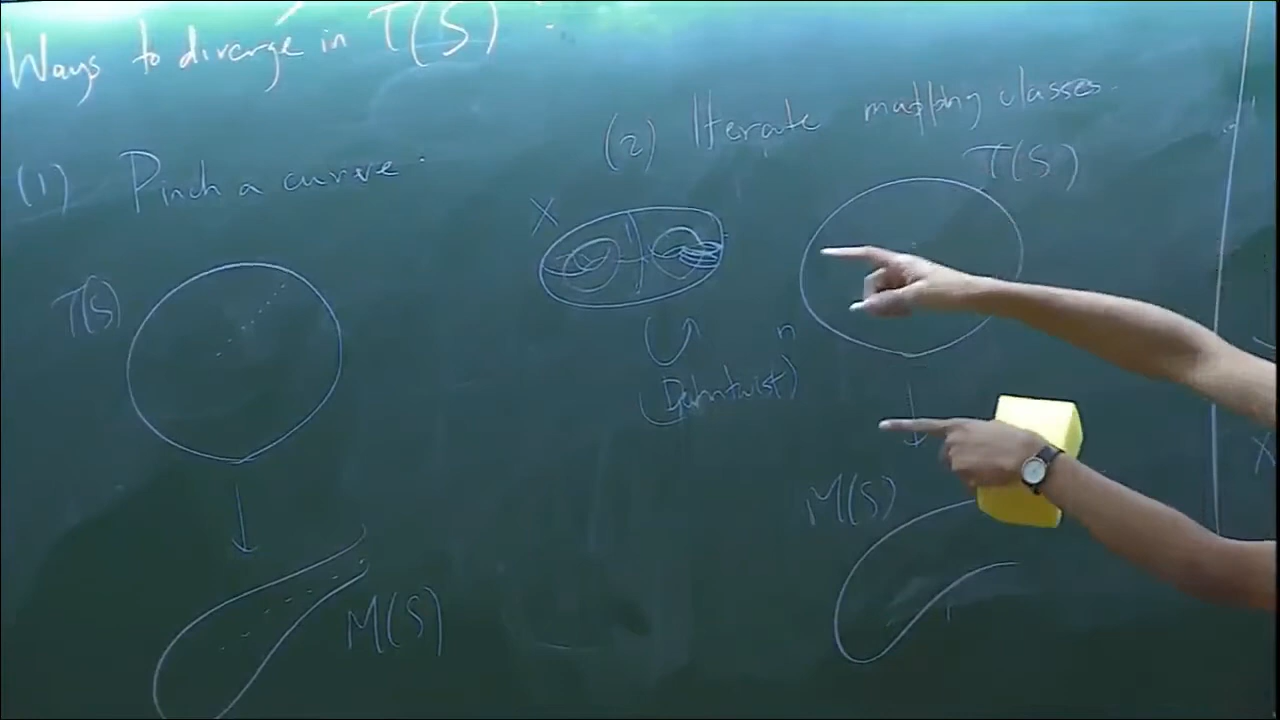 Ways to diverge in T(S) :
(1) Pinch a curve.
T(S)
M(S)
(2) Iterate mapping classes.
X
T(S)
n
(Dehn twist)
M(S)
X